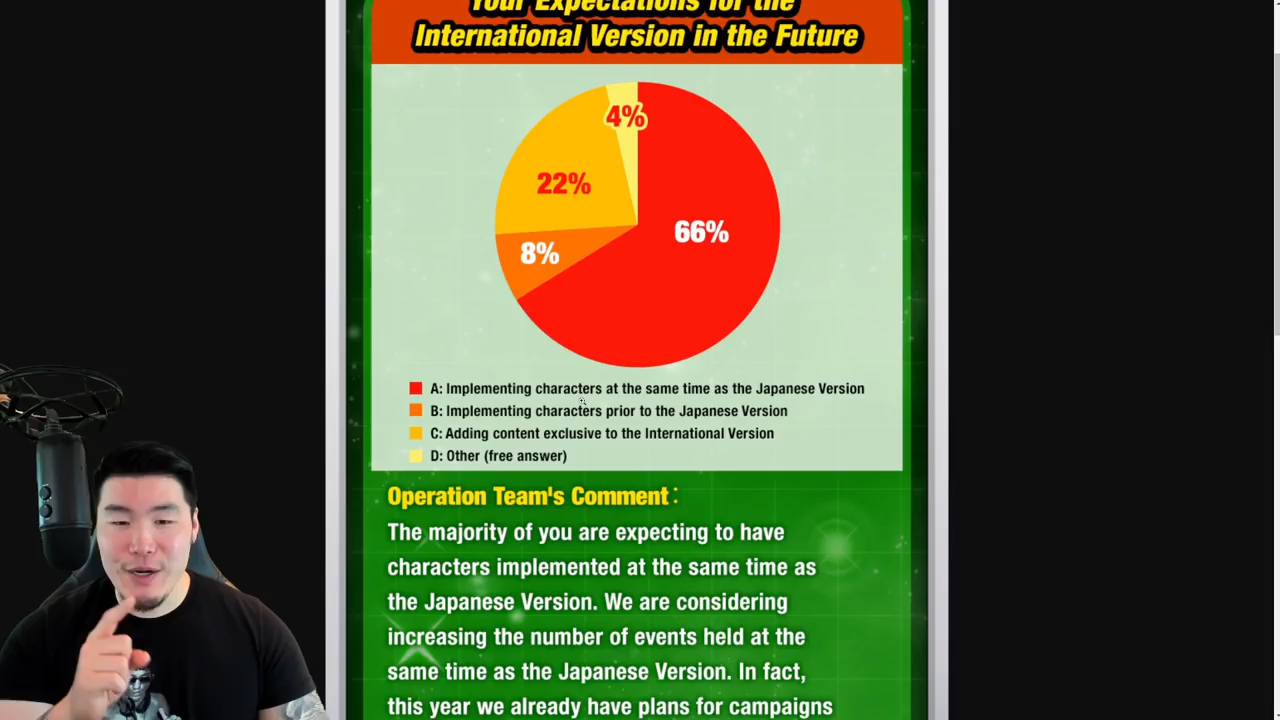 Your Expectations for the
International Version in the Future
4%
22%
66%
8%
A: Implementing characters at the same time as the Japanese Version
B: Implementing characters prior to the Japanese Version
C: Adding content exclusive to the International Version
D: Other (free answer)
Operation Team's Comment:
The majority of you are expecting to have
characters implemented at the same time as
the Japanese Version. We are considering
increasing the number of events held at the
same time as the Japanese Version. In fact,
this year we already have plans for campaigns